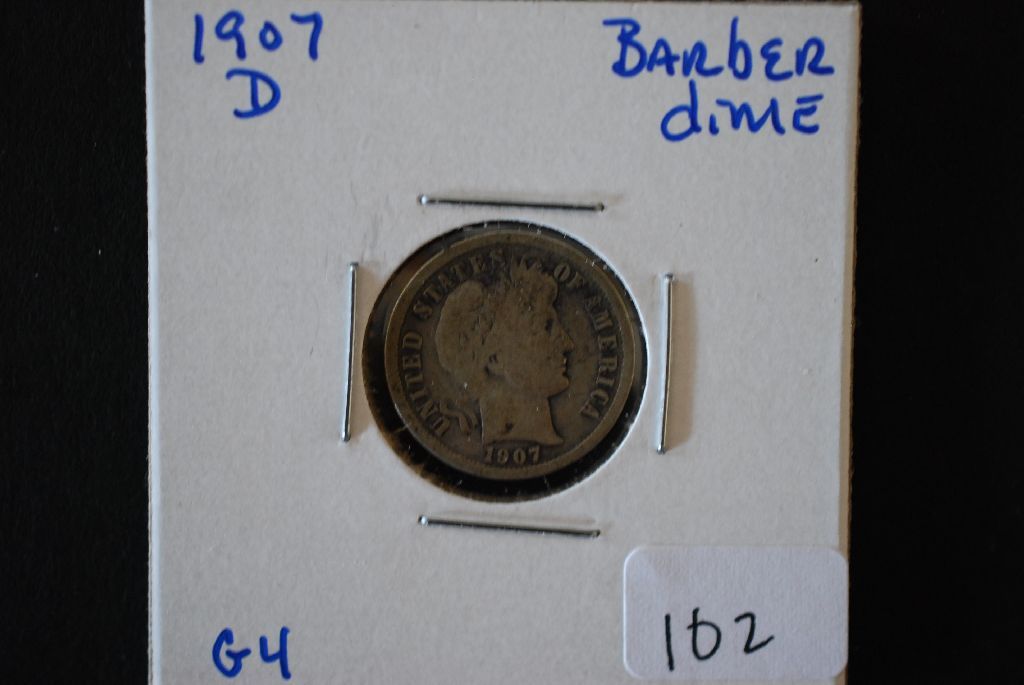 1907
D
BARbER
dimE
UNITED STATES OF AMERICA
1907
G4
102